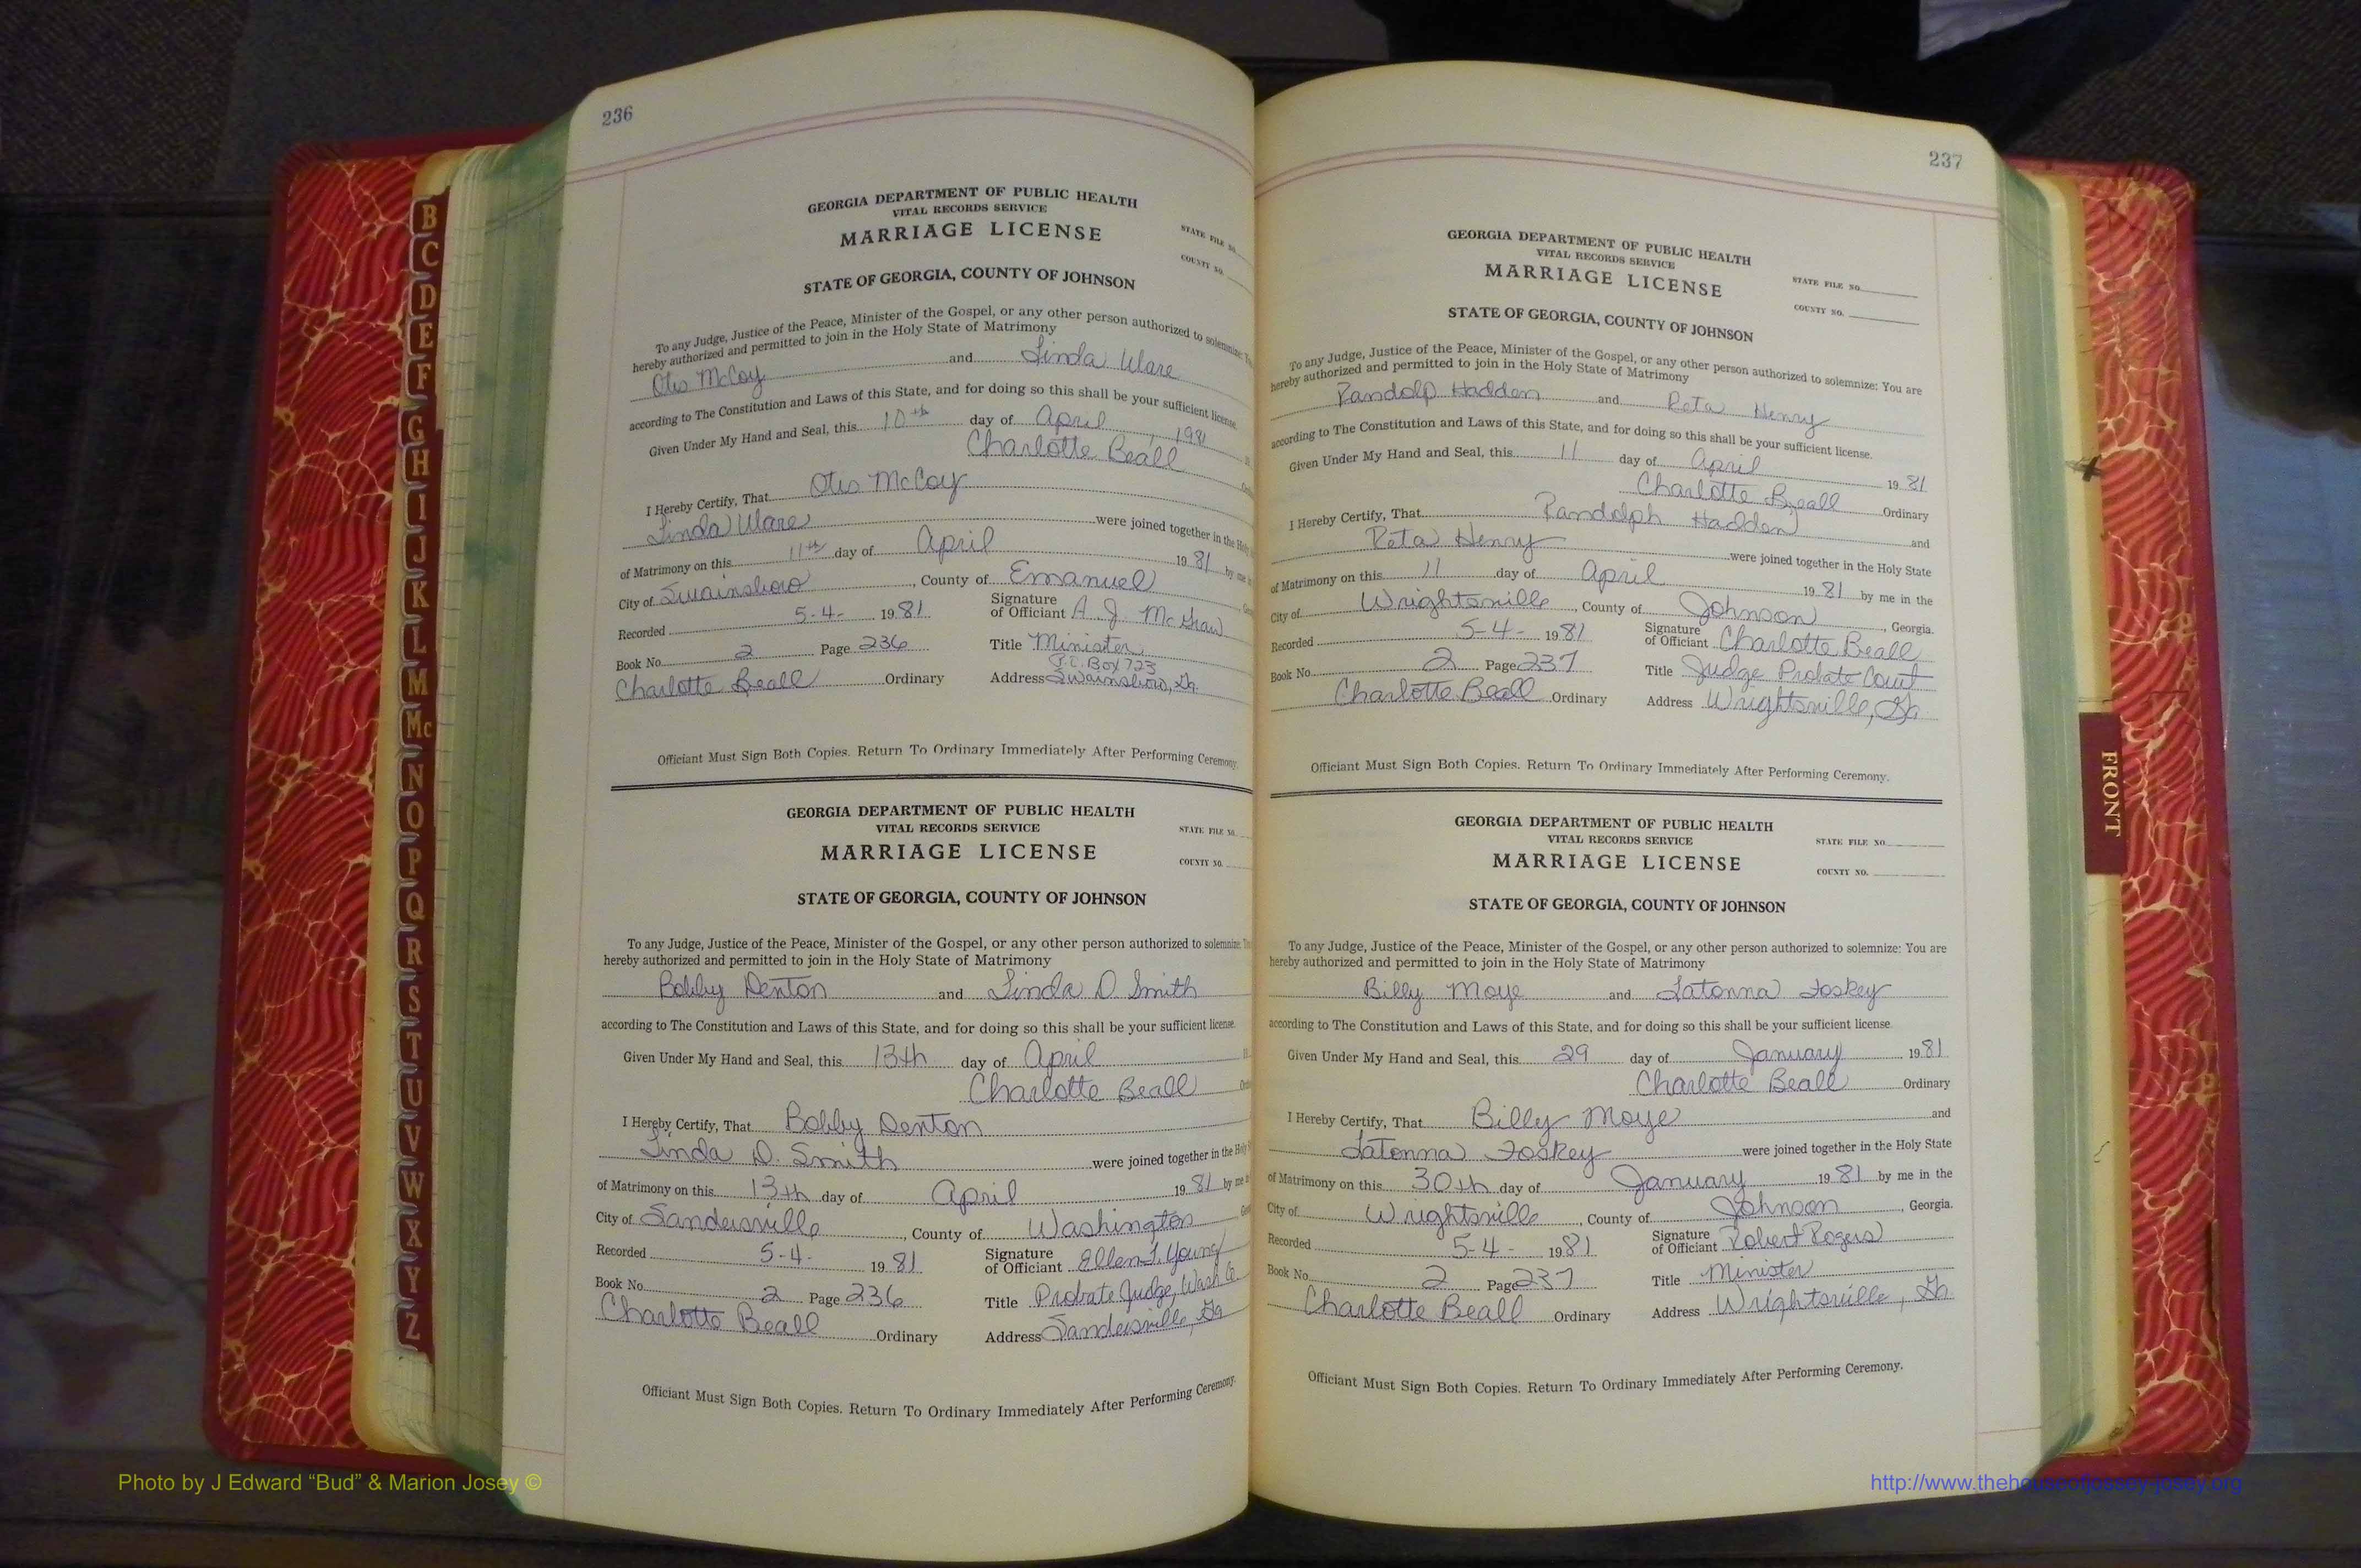 236
GEORGIA DEPARTMENT OF PUBLIC HEALTH
VITAL RECORDS SERVICE
MARRIAGE LICENSE
STATE FILE NO.
COUNTY NO.
STATE OF GEORGIA, COUNTY OF JOHNSON
To any Judge, Justice of the Peace, Minister of the Gospel, or any other person authorized to solemnize:
hereby authorized and permitted to join in the Holy State of Matrimony
Otis McCoy and Linda Ware
according to The Constitution and Laws of this State, and for doing so this shall be your sufficient license.
Given Under My Hand and Seal, this 10th day of April, 1981
Charlotte Beall
I Hereby Certify, That Otis McCoy
Linda Ware were joined together in the
of Matrimony on this 11th day of April 1981 by me
City of Swainsboro, County of Emanuel
Recorded 5-4- 1981 Signature of Officiant A. J. McGraw
Book No. 2 Page 236 Title Minister
P.O. Box 723
Charlotte Beall Ordinary Address Swainsboro, Ga.
Officiant Must Sign Both Copies. Return To Ordinary Immediately After Performing Ceremony.
GEORGIA DEPARTMENT OF PUBLIC HEALTH
VITAL RECORDS SERVICE
MARRIAGE LICENSE
STATE FILE NO.
COUNTY NO.
STATE OF GEORGIA, COUNTY OF JOHNSON
To any Judge, Justice of the Peace, Minister of the Gospel, or any other person authorized to solemnize:
hereby authorized and permitted to join in the Holy State of Matrimony
Bobby Denton and Linda D. Smith
according to The Constitution and Laws of this State, and for doing so this shall be your sufficient license.
Given Under My Hand and Seal, this 13th day of April
Charlotte Beall
I Hereby Certify, That Bobby Denton
Linda D. Smith were joined together in the
of Matrimony on this 13th day of April 1981 by me
City of Sandersville, County of Washington
Recorded 5-4- 1981 Signature of Officiant Ellen L. Young
Book No. 2 Page 236 Title Probate Judge, Wash Co.
Charlotte Beall Ordinary Address Sandersville, Ga
Officiant Must Sign Both Copies. Return To Ordinary Immediately After Performing Ceremony.
237
GEORGIA DEPARTMENT OF PUBLIC HEALTH
VITAL RECORDS SERVICE
MARRIAGE LICENSE
STATE FILE NO.
COUNTY NO.
STATE OF GEORGIA, COUNTY OF JOHNSON
To any Judge, Justice of the Peace, Minister of the Gospel, or any other person authorized to solemnize: You are
hereby authorized and permitted to join in the Holy State of Matrimony
Randolp Hadden and Reta Henry
according to The Constitution and Laws of this State, and for doing so this shall be your sufficient license.
Given Under My Hand and Seal, this 11 day of April 1981
Charlotte Beall Ordinary
I Hereby Certify, That Randolph Hadden and
Reta Henry were joined together in the Holy State
of Matrimony on this 11 day of April 1981 by me in the
City of Wrightsville, County of Johnson, Georgia.
Recorded 5-4- 1981 Signature of Officiant Charlotte Beall
Book No. 2 Page 237 Title Judge Probate Court
Charlotte Beall Ordinary Address Wrightsville, Ga
Officiant Must Sign Both Copies. Return To Ordinary Immediately After Performing Ceremony.
GEORGIA DEPARTMENT OF PUBLIC HEALTH
VITAL RECORDS SERVICE
MARRIAGE LICENSE
STATE FILE NO.
COUNTY NO.
STATE OF GEORGIA, COUNTY OF JOHNSON
To any Judge, Justice of the Peace, Minister of the Gospel, or any other person authorized to solemnize: You are
hereby authorized and permitted to join in the Holy State of Matrimony
Billy Moye and Latonna Foskey
according to The Constitution and Laws of this State, and for doing so this shall be your sufficient license.
Given Under My Hand and Seal, this 29 day of January 1981
Charlotte Beall Ordinary
I Hereby Certify, That Billy Moye and
Latonna Foskey were joined together in the Holy State
of Matrimony on this 30th day of January 1981 by me in the
City of Wrightsville, County of Johnson, Georgia.
Recorded 5-4- 1981 Signature of Officiant Robert Rogers
Book No. 2 Page 237 Title Minister
Charlotte Beall Ordinary Address Wrightsville, Ga
Officiant Must Sign Both Copies. Return To Ordinary Immediately After Performing Ceremony.
B
C
D
E
F
G
H
I
J
K
L
M
Mc
N
O
P
Q
R
S
T
U
V
W
X
Y
Z
FRONT
Photo by J Edward “Bud” & Marion Josey ©
http://www.thehouseofjossey-josey.org